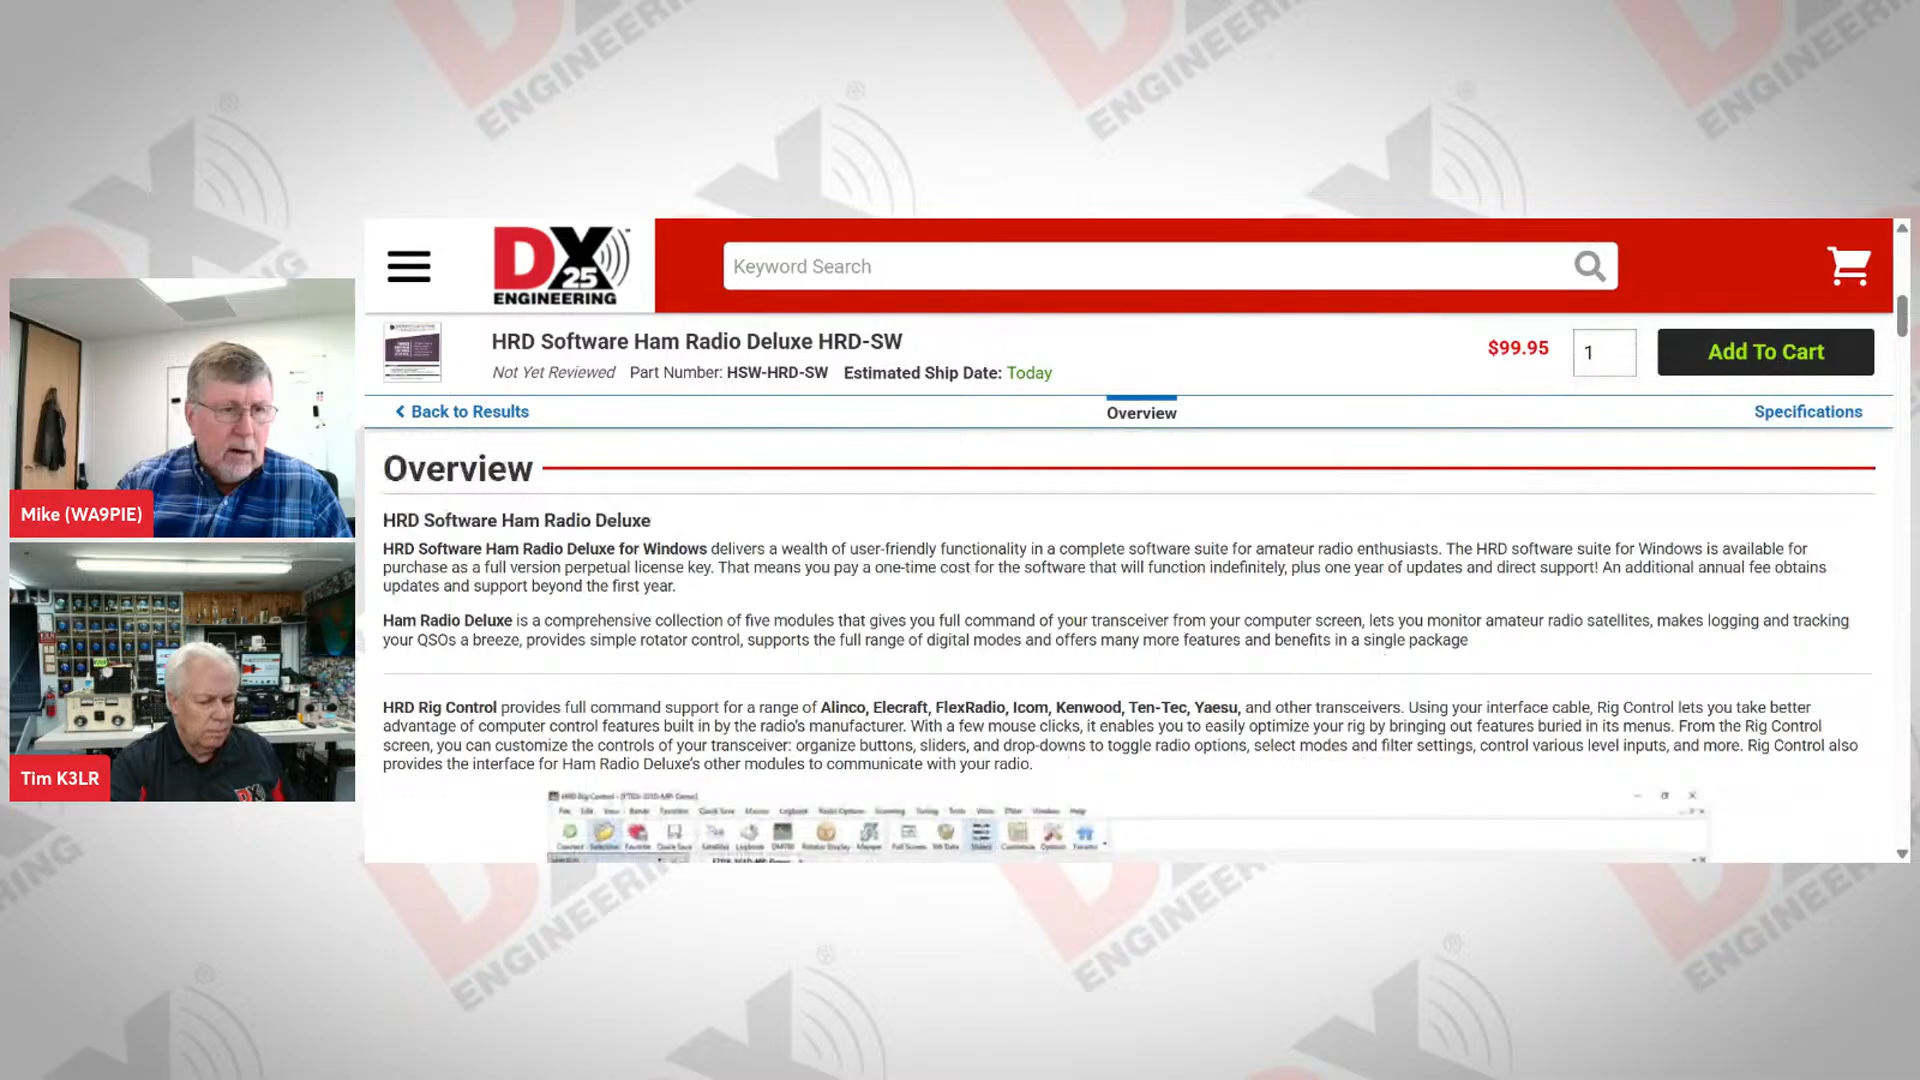 DX
ENGINEERING
25
Keyword Search
HRD Software Ham Radio Deluxe HRD-SW
$99.95
1
Add To Cart
Not Yet Reviewed Part Number: HSW-HRD-SW Estimated Ship Date: Today
Back to Results
Overview
Specifications
Overview
HRD Software Ham Radio Deluxe
HRD Software Ham Radio Deluxe for Windows delivers a wealth of user-friendly functionality in a complete software suite for amateur radio enthusiasts. The HRD software suite for Windows is available for
purchase as a full version perpetual license key. That means you pay a one-time cost for the software that will function indefinitely, plus one year of updates and direct support! An additional annual fee obtains
updates and support beyond the first year.
Ham Radio Deluxe is a comprehensive collection of five modules that gives you full command of your transceiver from your computer screen, lets you monitor amateur radio satellites, makes logging and tracking
your QSOs a breeze, provides simple rotator control, supports the full range of digital modes and offers many more features and benefits in a single package
HRD Rig Control provides full command support for a range of Alinco, Elecraft, FlexRadio, Icom, Kenwood, Ten-Tec, Yaesu, and other transceivers. Using your interface cable, Rig Control lets you take better
advantage of computer control features built in by the radio's manufacturer. With a few mouse clicks, it enables you to easily optimize your rig by bringing out features buried in its menus. From the Rig Control
screen, you can customize the controls of your transceiver: organize buttons, sliders, and drop-downs to toggle radio options, select modes and filter settings, control various level inputs, and more. Rig Control also
provides the interface for Ham Radio Deluxe's other modules to communicate with your radio.
Mike (WA9PIE)
Tim K3LR